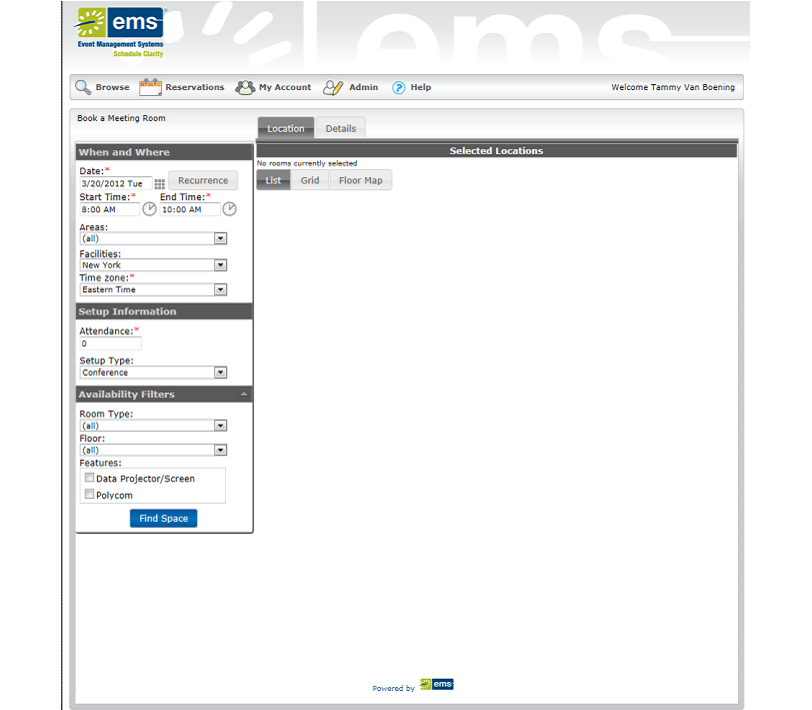 ems
Event Management Systems
Schedule Clarity
ems
Browse Reservations My Account Admin Help Welcome Tammy Van Boening
Book a Meeting Room
Location Details
When and Where
Selected Locations
Date:*
No rooms currently selected
3/20/2012 Tue Recurrence
List Grid Floor Map
Start Time:* End Time:*
8:00 AM 10:00 AM
Areas:
(all)
Facilities:
New York
Time zone:*
Eastern Time
Setup Information
Attendance:*
0
Setup Type:
Conference
Availability Filters
Room Type:
(all)
Floor:
(all)
Features:
Data Projector/Screen
Polycom
Find Space
Powered by ems